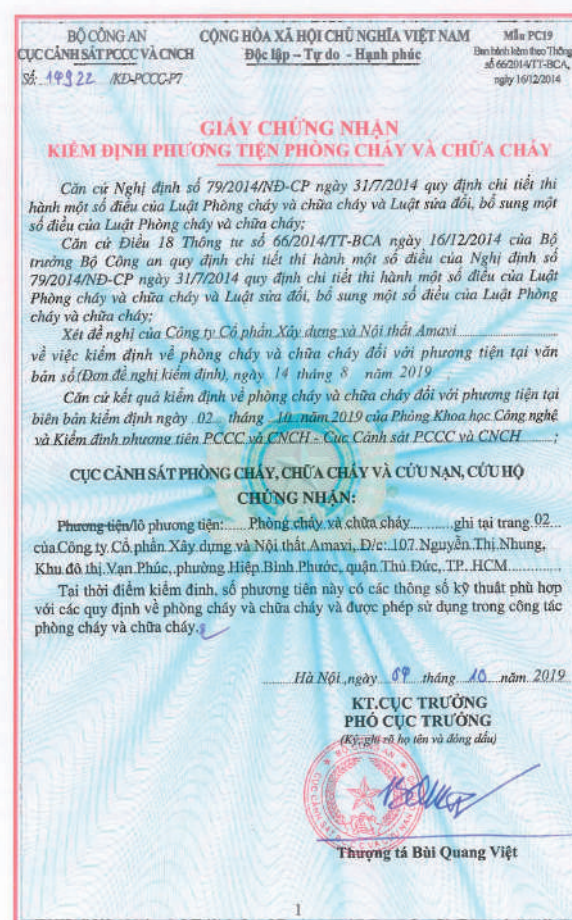 BỘ CÔNG AN
CỤC CẢNH SÁT PCCC VÀ CNCH
Số: 14922 /KĐ-PCCC-P7
CỘNG HÒA XÃ HỘI CHỦ NGHĨA VIỆT NAM
Độc lập – Tự do - Hạnh phúc
Mẫu PC19
Ban hành kèm theo Thông
số 66/2014/TT-BCA,
ngày 16/12/2014
GIẤY CHỨNG NHẬN
KIỂM ĐỊNH PHƯƠNG TIỆN PHÒNG CHÁY VÀ CHỮA CHÁY
Căn cứ Nghị định số 79/2014/NĐ-CP ngày 31/7/2014 quy định chi tiết thi
hành một số điều của Luật Phòng cháy và chữa cháy và Luật sửa đổi, bổ sung một
số điều của Luật Phòng cháy và chữa cháy;
Căn cứ Điều 18 Thông tư số 66/2014/TT-BCA ngày 16/12/2014 của Bộ
trưởng Bộ Công an quy định chi tiết thi hành một số điều của Nghị định số
79/2014/NĐ-CP ngày 31/7/2014 quy định chi tiết thi hành một số điều của Luật
Phòng cháy và chữa cháy và Luật sửa đổi, bổ sung một số điều của Luật Phòng
cháy và chữa cháy;
Xét đề nghị của Công ty Cổ phần Xây dựng và Nội thất Amavi
về việc kiểm định về phòng cháy và chữa cháy đối với phương tiện tại văn
bản số (Đơn đề nghị kiểm định), ngày 14 tháng 8 năm 2019 ;
Căn cứ kết quả kiểm định về phòng cháy và chữa cháy đối với phương tiện tại
biên bản kiểm định ngày 02 tháng 10 năm 2019 của Phòng Khoa học Công nghệ
và Kiểm định phương tiện PCCC và CNCH - Cục Cảnh sát PCCC và CNCH ;
CỤC CẢNH SÁT PHÒNG CHÁY, CHỮA CHÁY VÀ CỨU NẠN, CỨU HỘ
CHỨNG NHẬN:
Phương tiện/lô phương tiện: Phòng cháy và chữa cháy ghi tại trang 02
của Công ty Cổ phần Xây dựng và Nội thất Amavi, Đ/c: 107 Nguyễn Thị Nhung,
Khu đô thị Vạn Phúc, phường Hiệp Bình Phước, quận Thủ Đức, TP. HCM
Tại thời điểm kiểm định, số phương tiện này có các thông số kỹ thuật phù hợp
với các quy định về phòng cháy và chữa cháy và được phép sử dụng trong công tác
phòng cháy và chữa cháy.
Hà Nội, ngày 09 tháng 10 năm 2019
KT.CỤC TRƯỞNG
PHÓ CỤC TRƯỞNG
(Ký, ghi rõ họ tên và đóng dấu)
Thượng tá Bùi Quang Việt
1